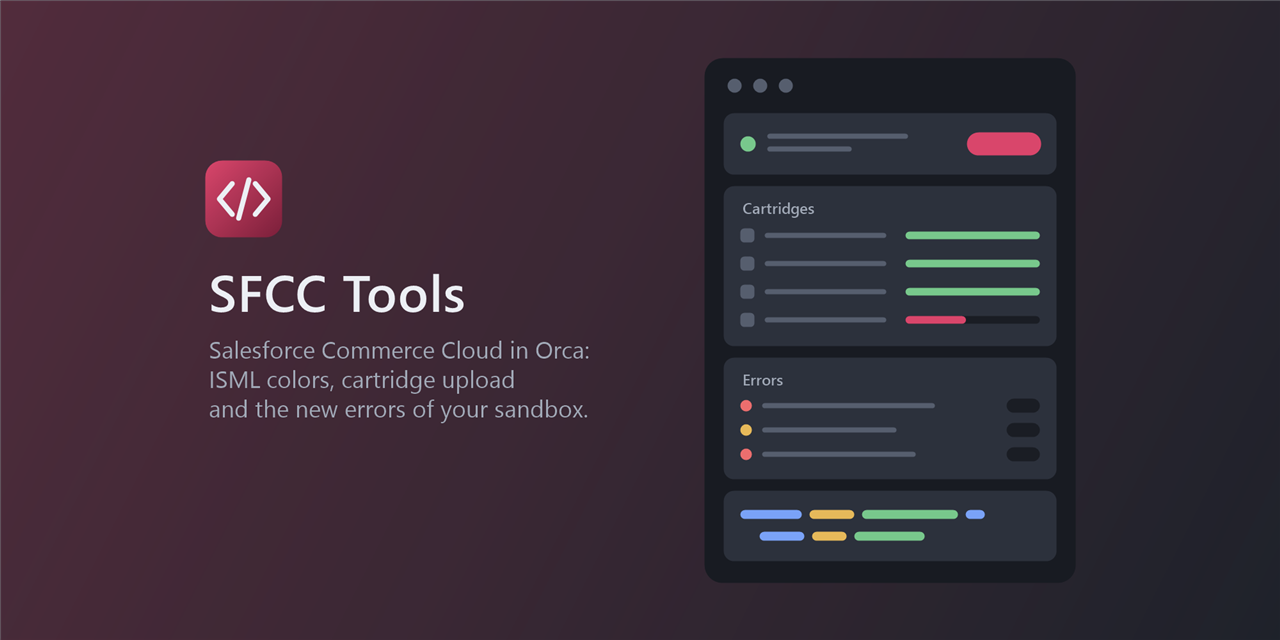 SFCC Tools
Salesforce Commerce Cloud in Orca:
ISML colors, cartridge upload
and the new errors of your sandbox.
Cartridges
Errors